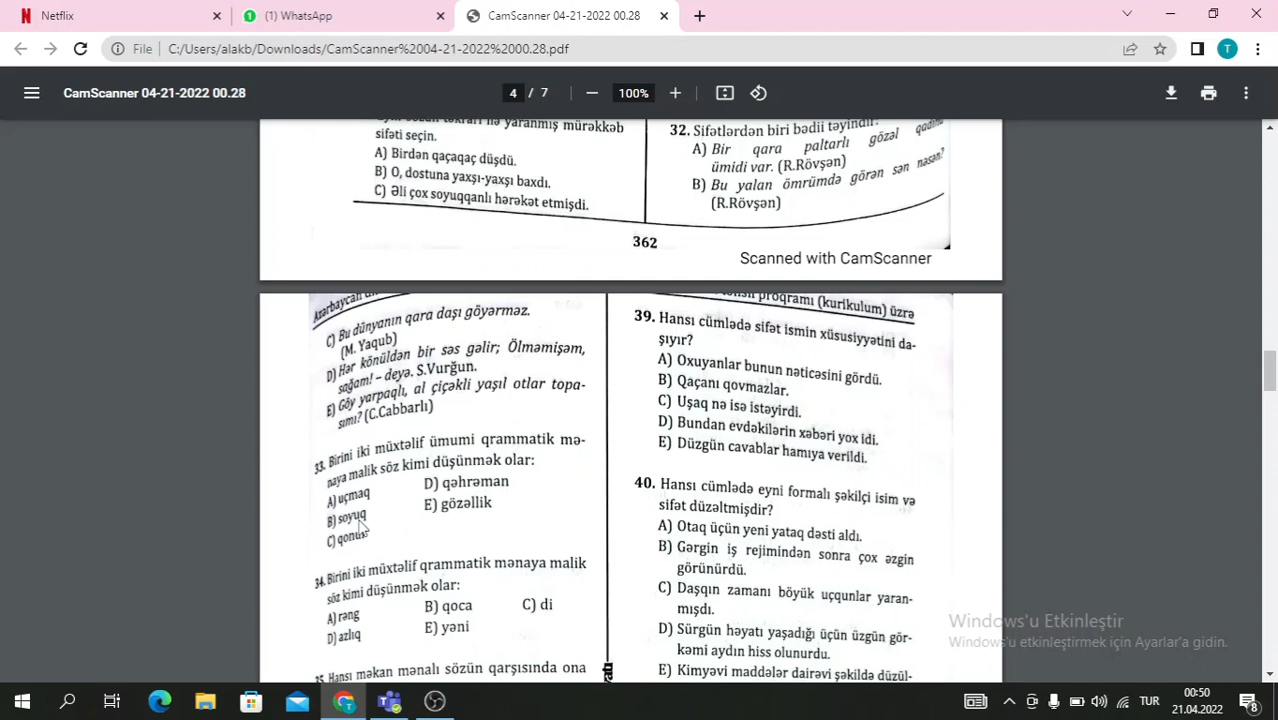 Netflix
(1) WhatsApp
CamScanner 04-21-2022 00.28
File
C:/Users/alakb/Downloads/CamScanner%2004-21-2022%2000.28.pdf
T
CamScanner 04-21-2022 00.28
4 / 7
100%
sözün təkrarı ilə yaranmış mürəkkəb
sifəti seçin.
A) Birdən qaçaqaç düşdü.
B) O, dostuna yaxşı-yaxşı baxdı.
C) Əli çox soyuqqanlı hərəkət etmişdi.
32. Sifətlərdən biri bədii təyindir:
A) Bir qara paltarlı gözəl qadına
ümidi var. (R.Rövşən)
B) Bu yalan ömrümdə görən sən nəsən?
(R.Rövşən)
362
Scanned with CamScanner
Azərbaycan
C) Bu dünyanın qara daşı göyərməz.
(M. Yaqub)
D) Hər könüldən bir səs gəlir; Ölməmişəm,
sağam! – deyə. S.Vurğun.
E) Göy yarpaqlı, al çiçəkli yaşıl otlar topa-
sımı? (C.Cabbarlı)
33. Birini iki müxtəlif ümumi qrammatik mə-
naya malik söz kimi düşünmək olar:
A) uçmaq
B) soyuq
C)
D) qəhrəman
E) gözəllik
34. Birini iki müxtəlif qrammatik mənaya malik
söz kimi düşünmək olar:
A) rəng
B) qoca
C) di
D) azlıq
E) yəni
35. Hansı məkan mənalı sözün qarşısında ona
proqramı (kurikulum) üzrə
39. Hansı cümlədə sifət ismin xüsusiyyətini da-
şıyır?
A) Oxuyanlar bunun nəticəsini gördü.
B) Qaçanı qovmazlar.
C) Uşaq nə isə istəyirdi.
D) Bundan evdəkilərin xəbəri yox idi.
E) Düzgün cavablar hamıya verildi.
40. Hansı cümlədə eyni formalı şəkilçi isim və
sifət düzəltmişdir?
A) Otaq üçün yeni yataq dəsti aldı.
B) Gərgin iş rejimindən sonra çox əzgin
görünürdü.
C) Daşqın zamanı böyük uçqunlar yaran-
mışdı.
D) Sürgün həyatı yaşadığı üçün üzgün gör-
kəmi aydın hiss olunurdu.
E) Kimyəvi maddələr dairəvi şəkildə düzül-
Windows'u Etkinleştir
Windows'u etkinleştirmek için Ayarlar'a gidin.
TUR
00:50
21.04.2022
8